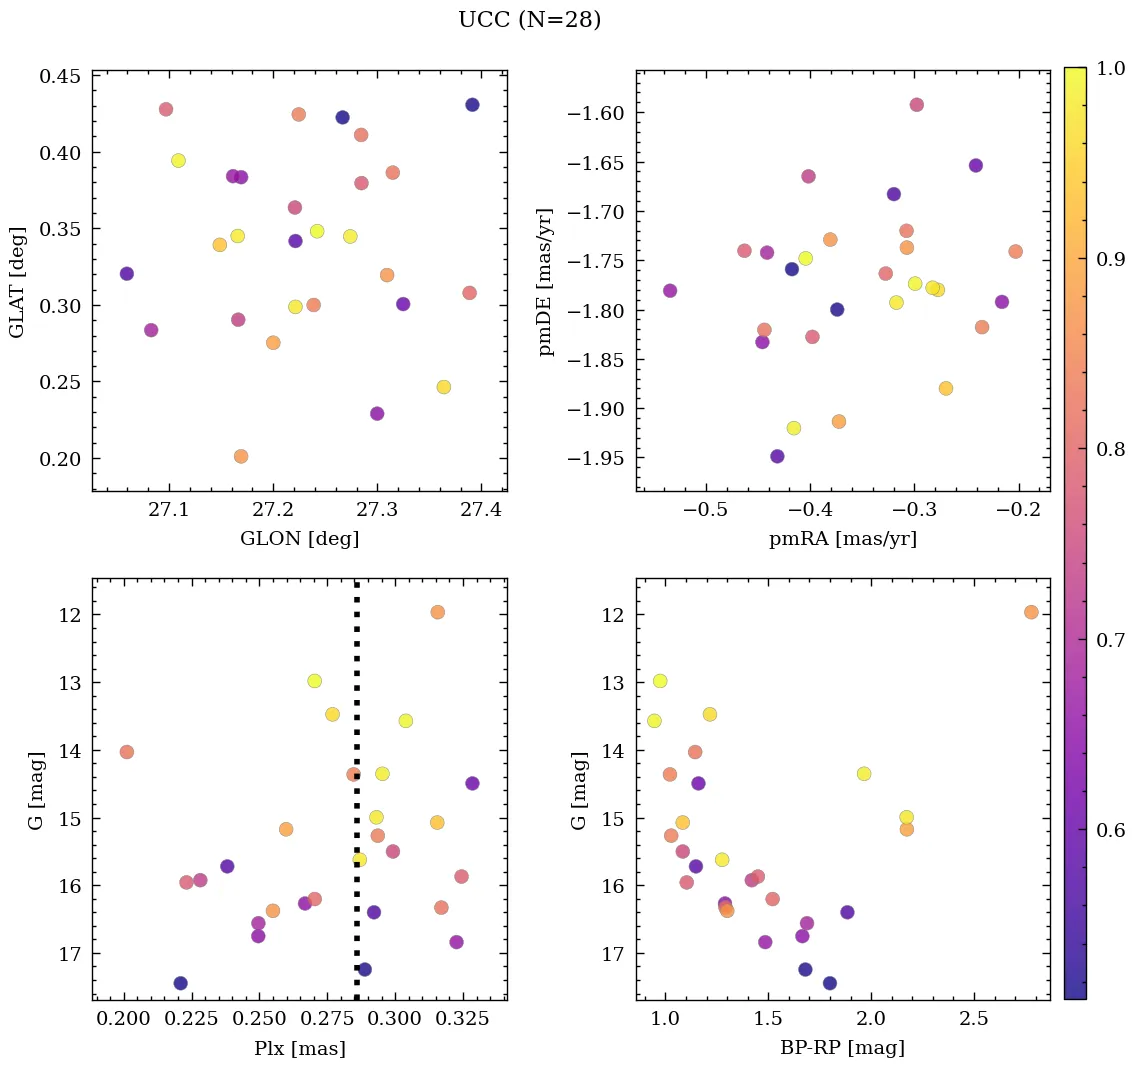 UCC (N=28)
0.45
0.40
0.35
0.30
0.25
0.20
GLAT [deg]
27.1 27.2 27.3 27.4
GLON [deg]
−1.60
−1.65
−1.70
−1.75
−1.80
−1.85
−1.90
−1.95
pmDE [mas/yr]
−0.5 −0.4 −0.3 −0.2
pmRA [mas/yr]
1.0
0.9
0.8
0.7
0.6
12
13
14
15
16
17
G [mag]
0.200 0.225 0.250 0.275 0.300 0.325
Plx [mas]
12
13
14
15
16
17
G [mag]
1.0 1.5 2.0 2.5
BP-RP [mag]